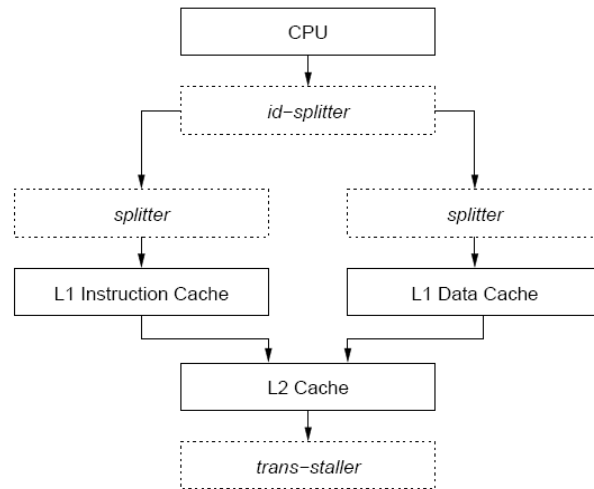 CPU
id−splitter
splitter
splitter
L1 Instruction Cache
L1 Data Cache
L2 Cache
trans−staller